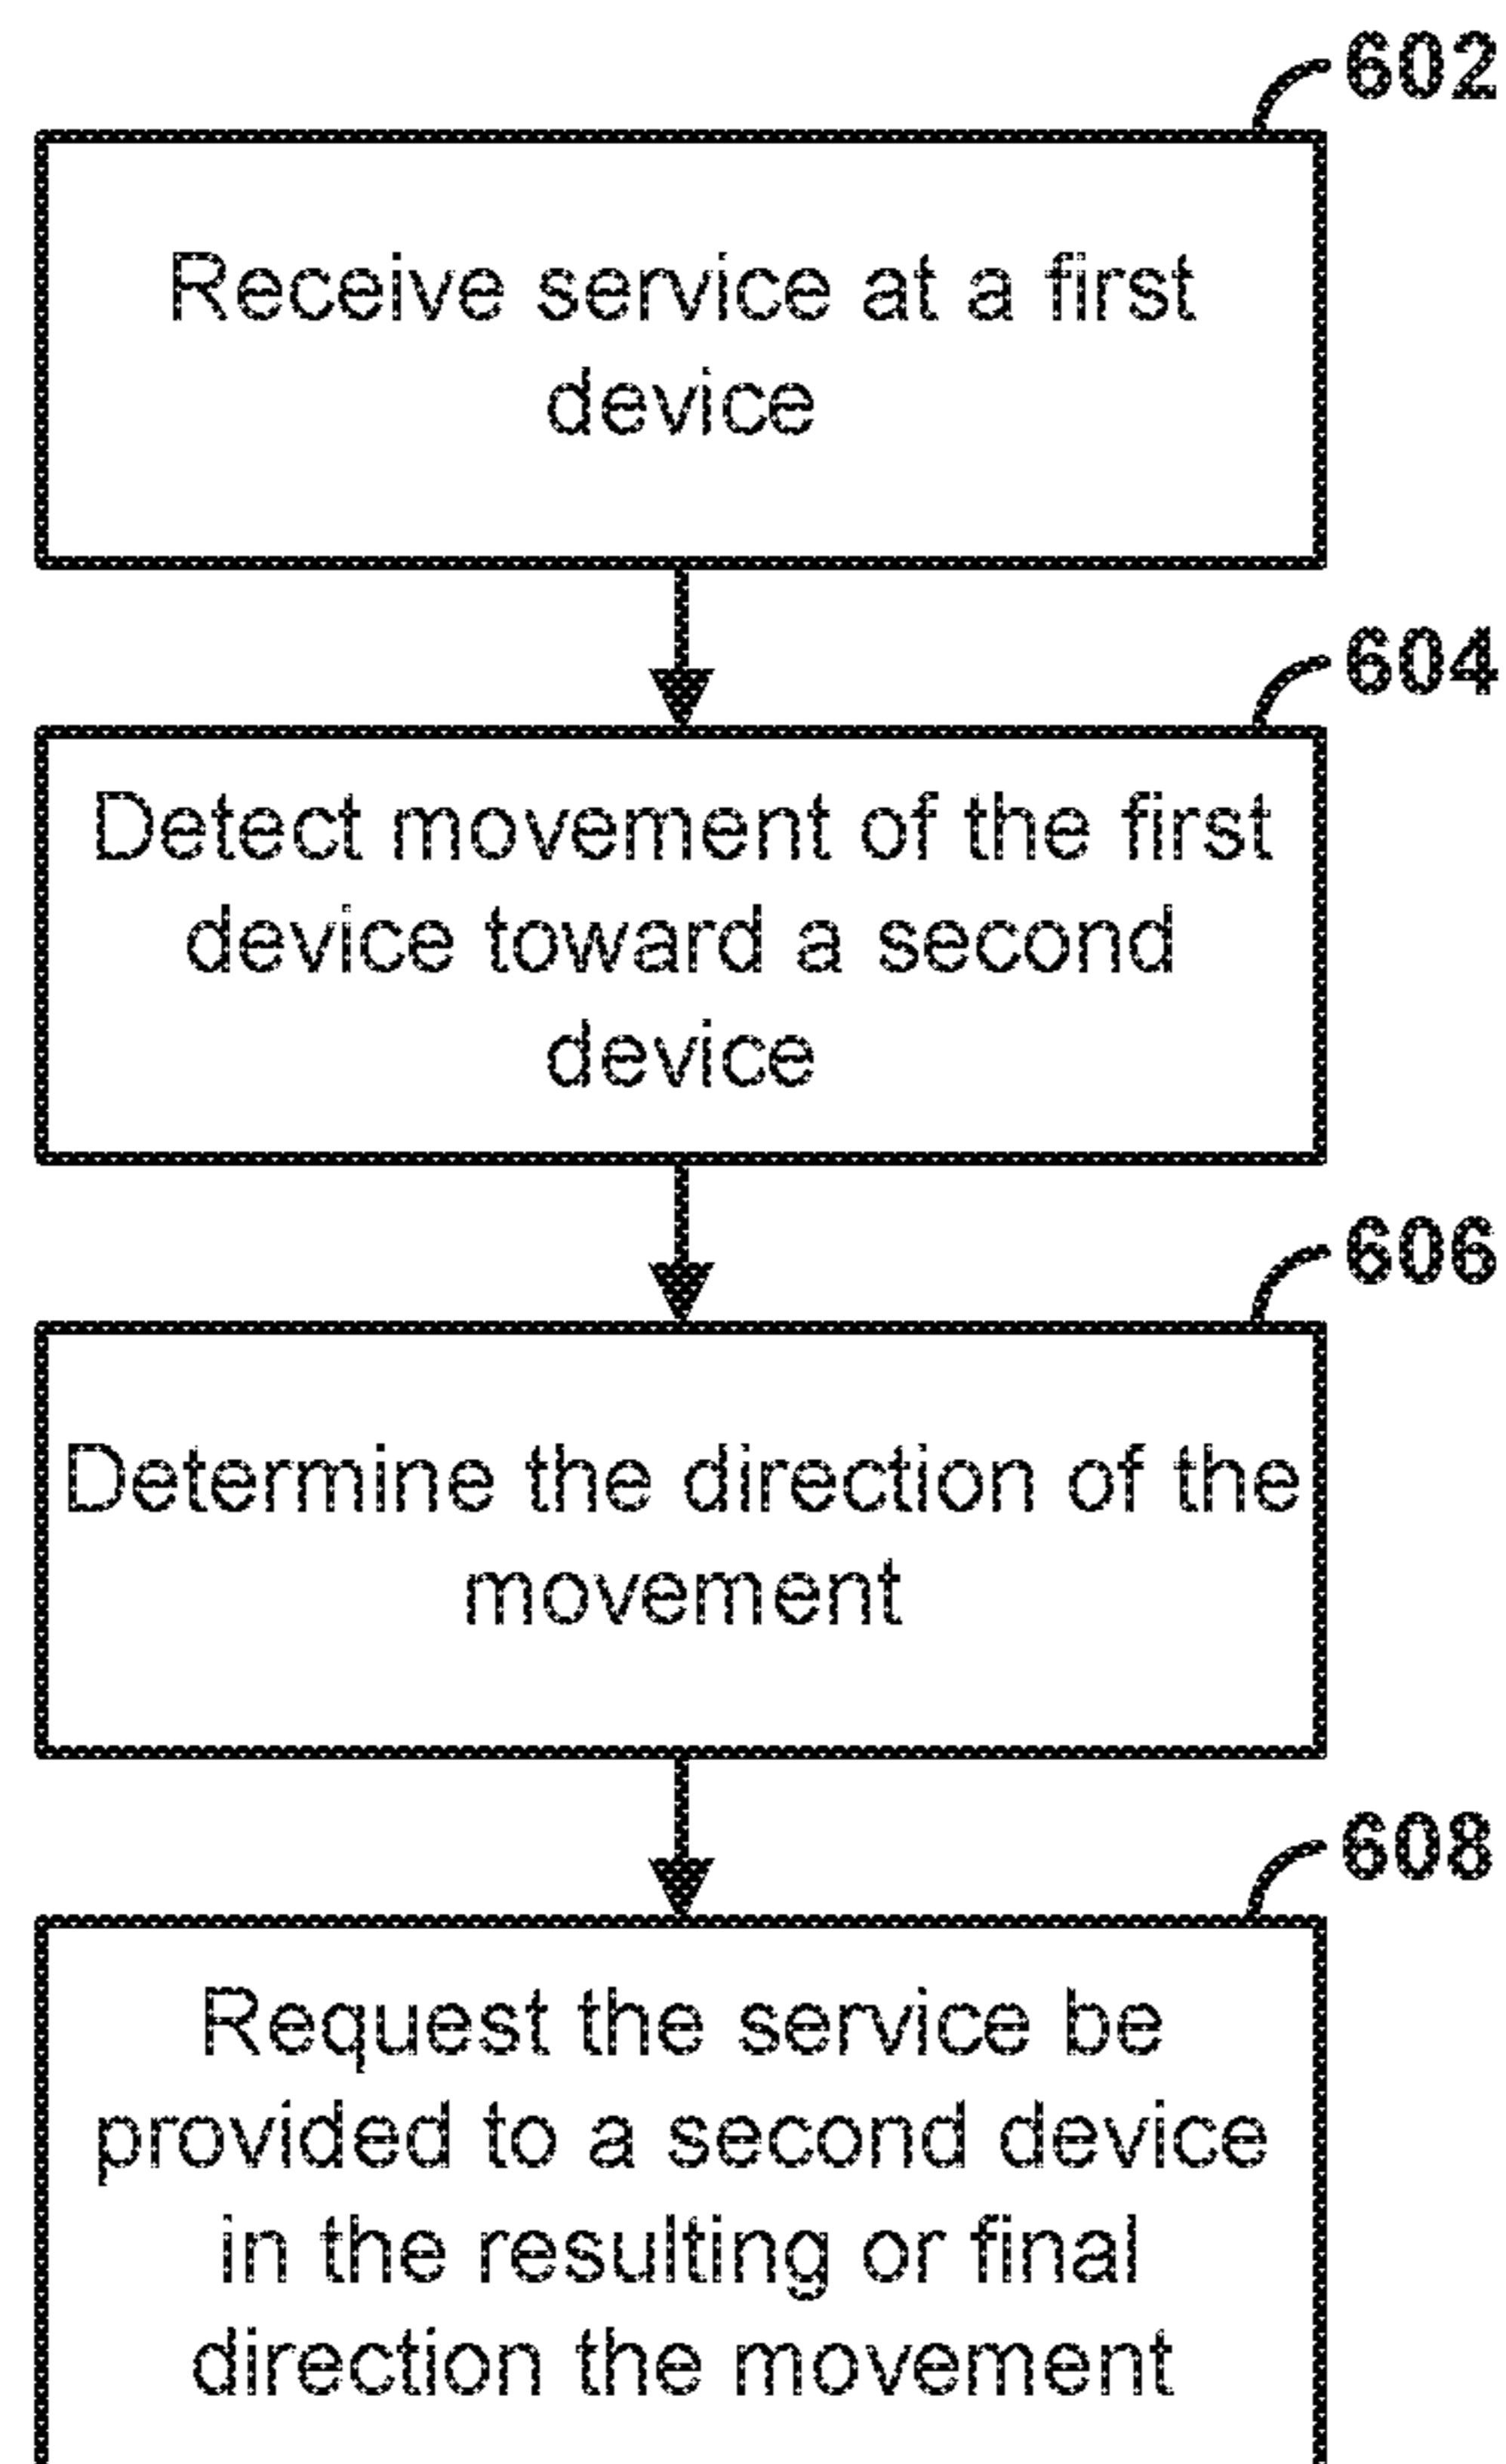 602
Receive service at a first
device
604
Detect movement of the first
device toward a second
device
606
Determine the direction of the
movement
608
Request the service be
provided to a second device
in the resulting or final
direction the movement